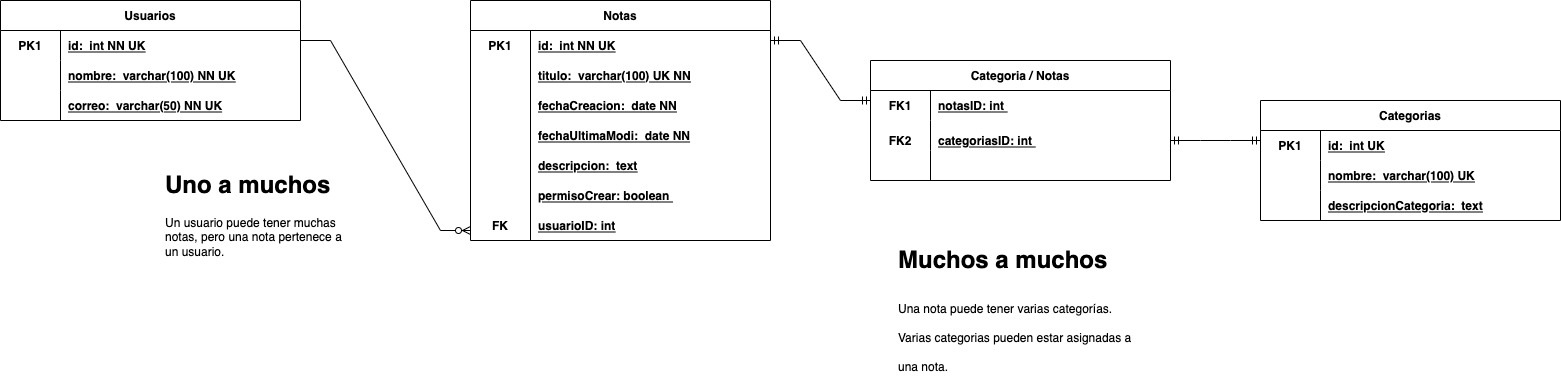 Usuarios
PK1 id: int NN UK
nombre: varchar(100) NN UK
correo: varchar(50) NN UK
Uno a muchos
Un usuario puede tener muchas
notas, pero una nota pertenece a
un usuario.
Notas
PK1 id: int NN UK
titulo: varchar(100) UK NN
fechaCreacion: date NN
fechaUltimaModi: date NN
descripcion: text
permisoCrear: boolean
FK usuarioID: int
Categoria / Notas
FK1 notasID: int
FK2 categoriasID: int
Muchos a muchos
Una nota puede tener varias categorías.
Varias categorias pueden estar asignadas a
una nota.
Categorias
PK1 id: int UK
nombre: varchar(100) UK
descripcionCategoria: text